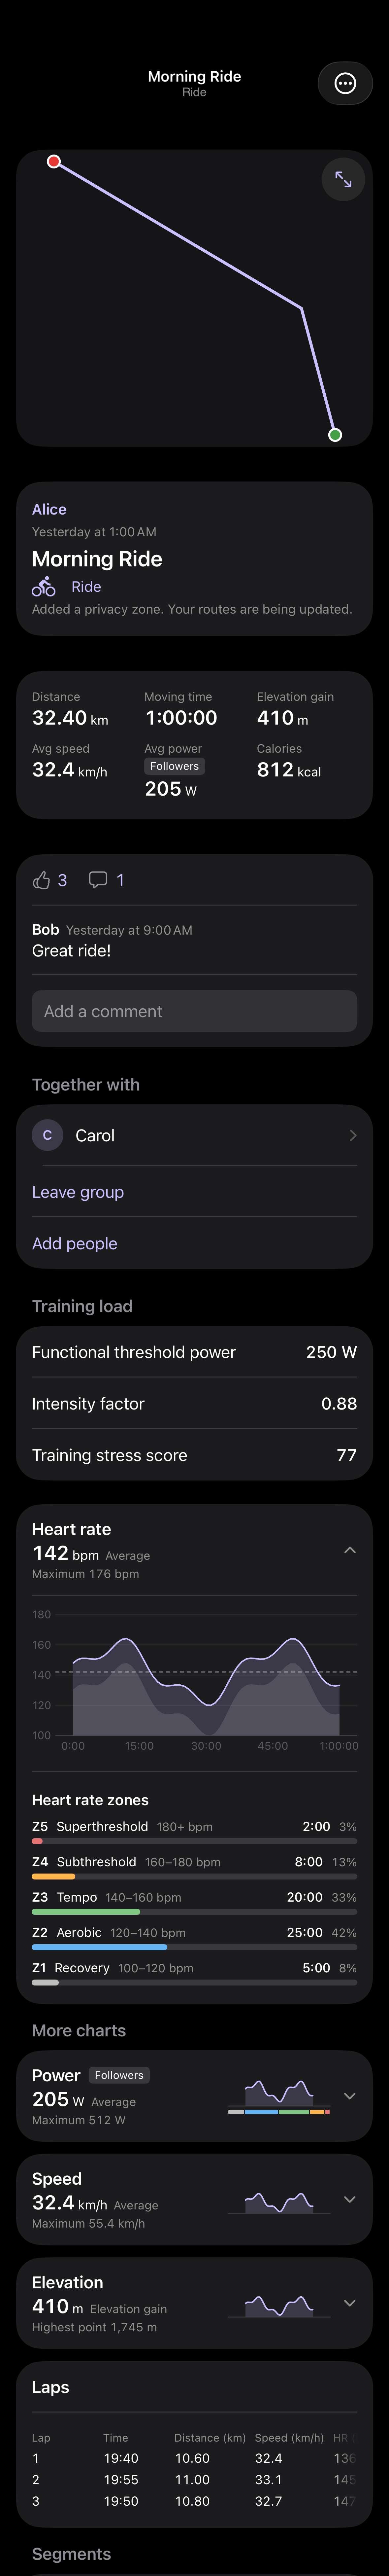 Morning Ride
Ride
Alice
Yesterday at 1:00 AM
Morning Ride
Ride
Added a privacy zone. Your routes are being updated.
Distance Moving time Elevation gain
32.40 km 1:00:00 410 m
Avg speed Avg power Calories
32.4 km/h Followers 812 kcal
205 W
3 1
Bob Yesterday at 9:00 AM
Great ride!
Add a comment
Together with
C Carol
Leave group
Add people
Training load
Functional threshold power 250 W
Intensity factor 0.88
Training stress score 77
Heart rate
142 bpm Average
Maximum 176 bpm
180
160
140
120
100
0:00 15:00 30:00 45:00 1:00:00
Heart rate zones
Z5 Superthreshold 180+ bpm 2:00 3%
Z4 Subthreshold 160–180 bpm 8:00 13%
Z3 Tempo 140–160 bpm 20:00 33%
Z2 Aerobic 120–140 bpm 25:00 42%
Z1 Recovery 100–120 bpm 5:00 8%
More charts
Power Followers
205 W Average
Maximum 512 W
Speed
32.4 km/h Average
Maximum 55.4 km/h
Elevation
410 m Elevation gain
Highest point 1,745 m
Laps
Lap Time Distance (km) Speed (km/h) HR
1 19:40 10.60 32.4 136
2 19:55 11.00 33.1 145
3 19:50 10.80 32.7 147
Segments